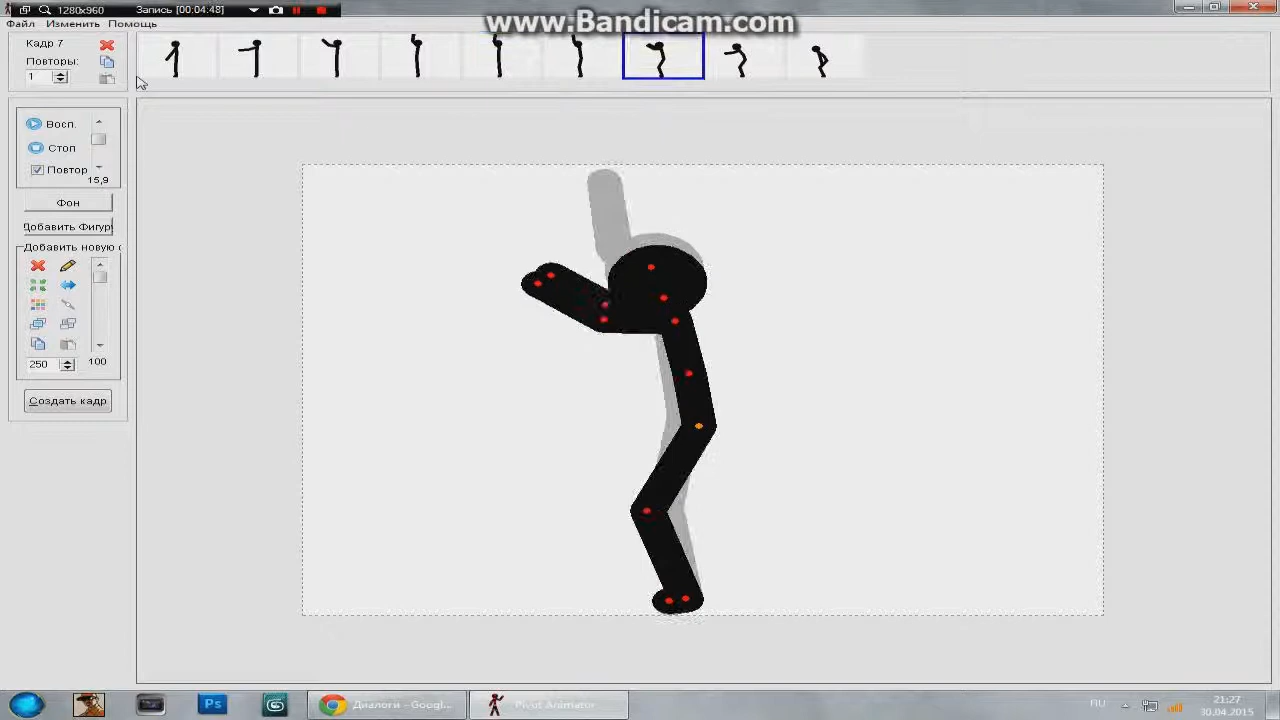 1280x960 Запись [00:04:48]
www.Bandicam.com
Файл Изменить Помощь
Кадр 7
Повторы:
1
Восп.
Стоп
Повтор
15,9
Фон
Добавить Фигур
Добавить новую
250
100
Создать кадр
Ps
Диалоги - Googl...
Pivot Animator
RU
21:27
30.04.2015